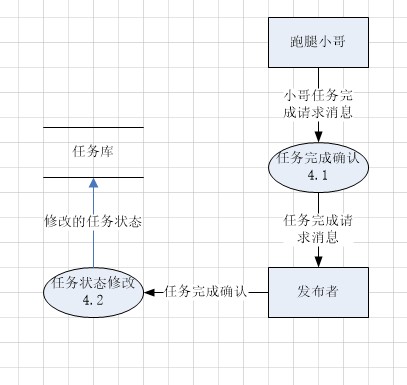 跑腿小哥
小哥任务完
成请求消息
任务库
任务完成确认
4.1
修改的任务状态
任务完成请
求消息
任务状态修改
4.2
任务完成确认
发布者